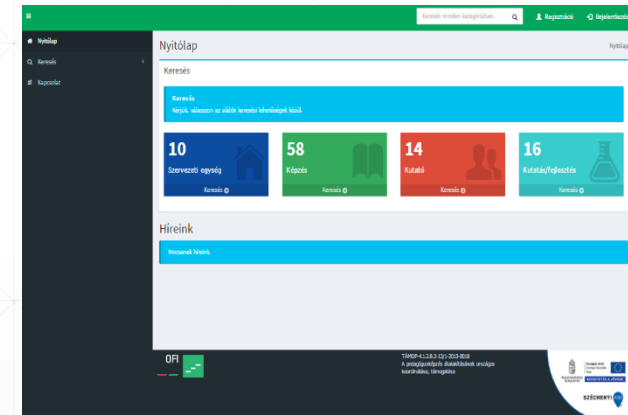 Keresés minden kategóriában
Regisztráció
Bejelentkezés
Nyitólap
Keresés
Kapcsolat
Nyitólap
Nyitólap
Keresés
Keresés
Kérjük, válasszon az alábbi keresési lehetőségek közül.
10
Szervezeti egység
Keresés
58
Képzés
Keresés
14
Kutató
Keresés
16
Kutatás/fejlesztés
Keresés
Híreink
Nincsenek híreink.
OFI
TÁMOP-4.1.2.B.2-13/1-2013-0010
A pedagógusképzés átalakításának országos
koordinálása, támogatása
SZÉCHENYI